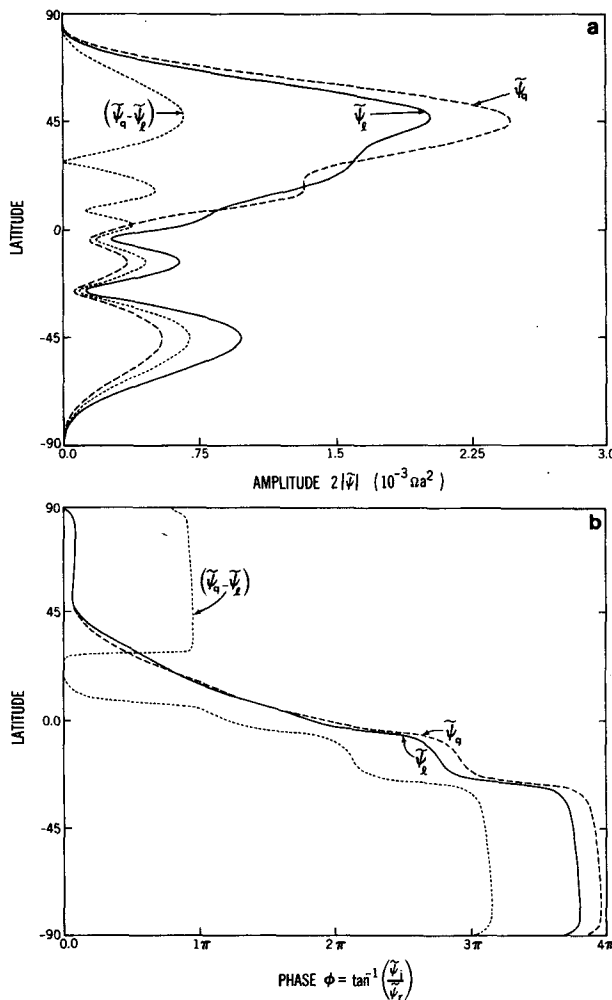 a
90
45
0
-45
-90
LATITUDE
(ψ̃q - ψ̃ℓ)
ψ̃ℓ
ψ̃q
0.0 .75 1.5 2.25 3.0
AMPLITUDE 2|ψ̃| (10⁻³ Ωa²)
b
90
45
0.0
-45
-90
LATITUDE
(ψ̃q - ψ̃ℓ)
ψ̃q
ψ̃ℓ
0.0 1π 2π 3π 4π
PHASE ϕ = tan⁻¹ (ψ̃i / ψ̃r)